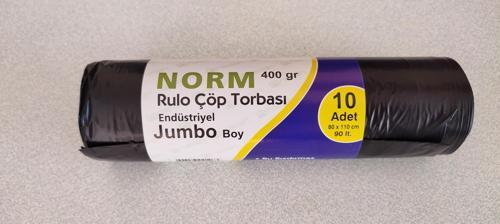 NORM 400 gr
Rulo Çöp Torbası
Endüstriyel
Jumbo Boy
10
Adet
80 x 110 cm
90 lt.